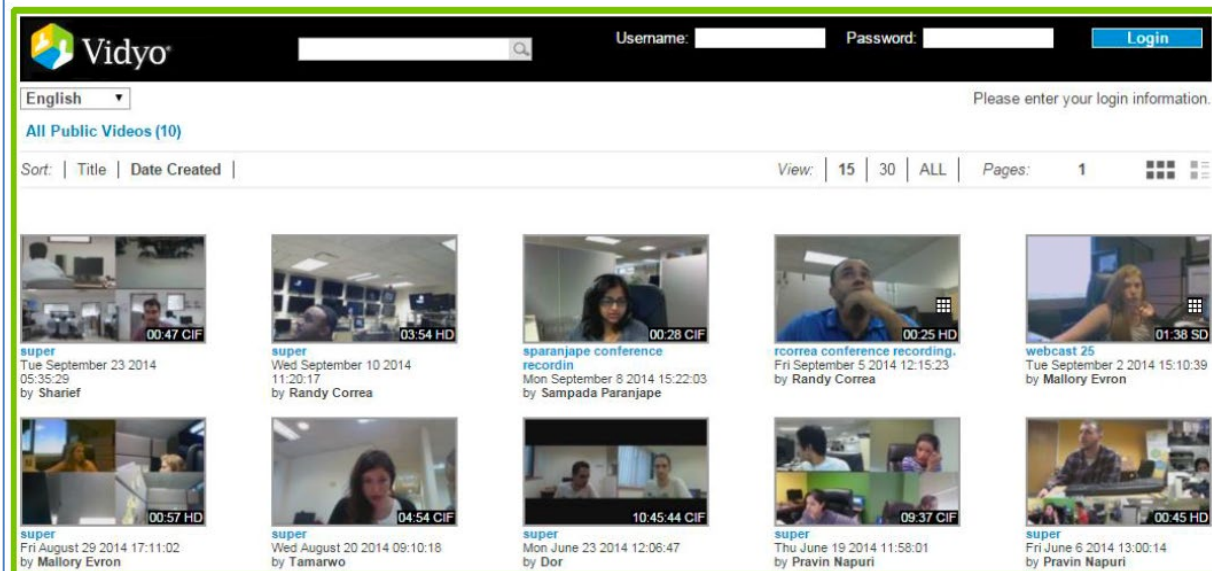 Vidyo
Username:
Password:
Login
English
Please enter your login information.
All Public Videos (10)
Sort: | Title | Date Created |
View: | 15 | 30 | ALL | Pages: 1
00:47 CIF
super
Tue September 23 2014
05:35:29
by Sharief
03:54 HD
super
Wed September 10 2014
11:20:17
by Randy Correa
00:28 CIF
sparanjape conference
recordin
Mon September 8 2014 15:22:03
by Sampada Paranjape
00:25 HD
rcorrea conference recording.
Fri September 5 2014 12:15:23
by Randy Correa
01:38 SD
webcast 25
Tue September 2 2014 15:10:39
by Mallory Evron
00:57 HD
super
Fri August 29 2014 17:11:02
by Mallory Evron
04:54 CIF
super
Wed August 20 2014 09:10:18
by Tamarwo
10:45:44 CIF
super
Mon June 23 2014 12:06:47
by Dor
09:37 CIF
super
Thu June 19 2014 11:58:01
by Pravin Napuri
00:45 HD
super
Fri June 6 2014 13:00:14
by Pravin Napuri